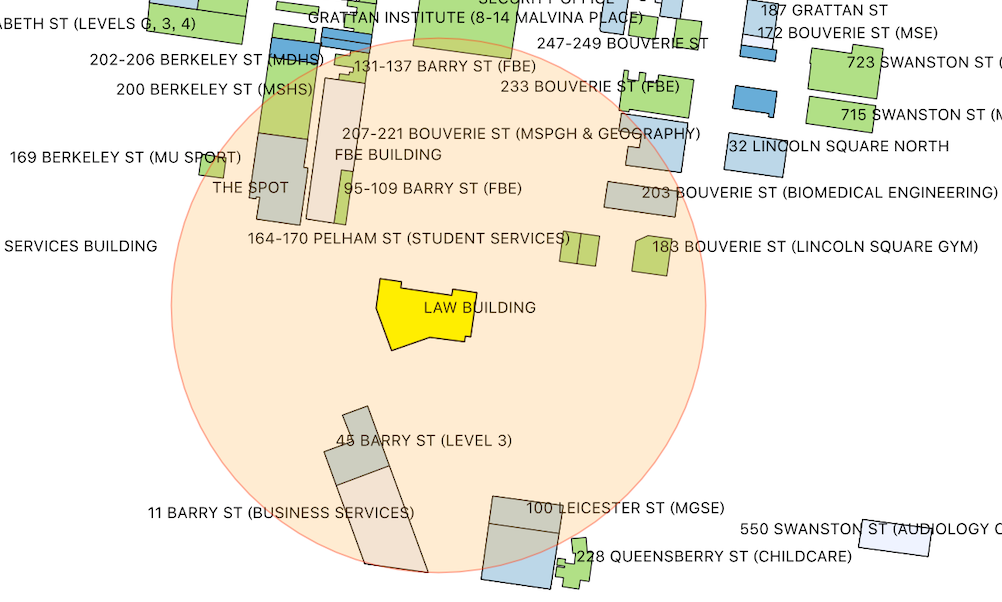 187 GRATTAN ST
GRATTAN INSTITUTE (8-14 MALVINA PLACE)
(LEVELS G, 3, 4)
172 BOUVERIE ST (MSE)
247-249 BOUVERIE ST
202-206 BERKELEY ST (MDHS)
131-137 BARRY ST (FBE)
723 SWANSTON ST (
200 BERKELEY ST (MSHS)
233 BOUVERIE ST (FBE)
715 SWANSTON ST (
207-221 BOUVERIE ST (MSPGH & GEOGRAPHY)
32 LINCOLN SQUARE NORTH
169 BERKELEY ST (MU SPORT)
FBE BUILDING
THE SPOT
95-109 BARRY ST (FBE)
203 BOUVERIE ST (BIOMEDICAL ENGINEERING)
164-170 PELHAM ST (STUDENT SERVICES)
SERVICES BUILDING
183 BOUVERIE ST (LINCOLN SQUARE GYM)
LAW BUILDING
45 BARRY ST (LEVEL 3)
11 BARRY ST (BUSINESS SERVICES)
100 LEICESTER ST (MGSE)
550 SWANSTON ST (AUDIOLOGY
228 QUEENSBERRY ST (CHILDCARE)